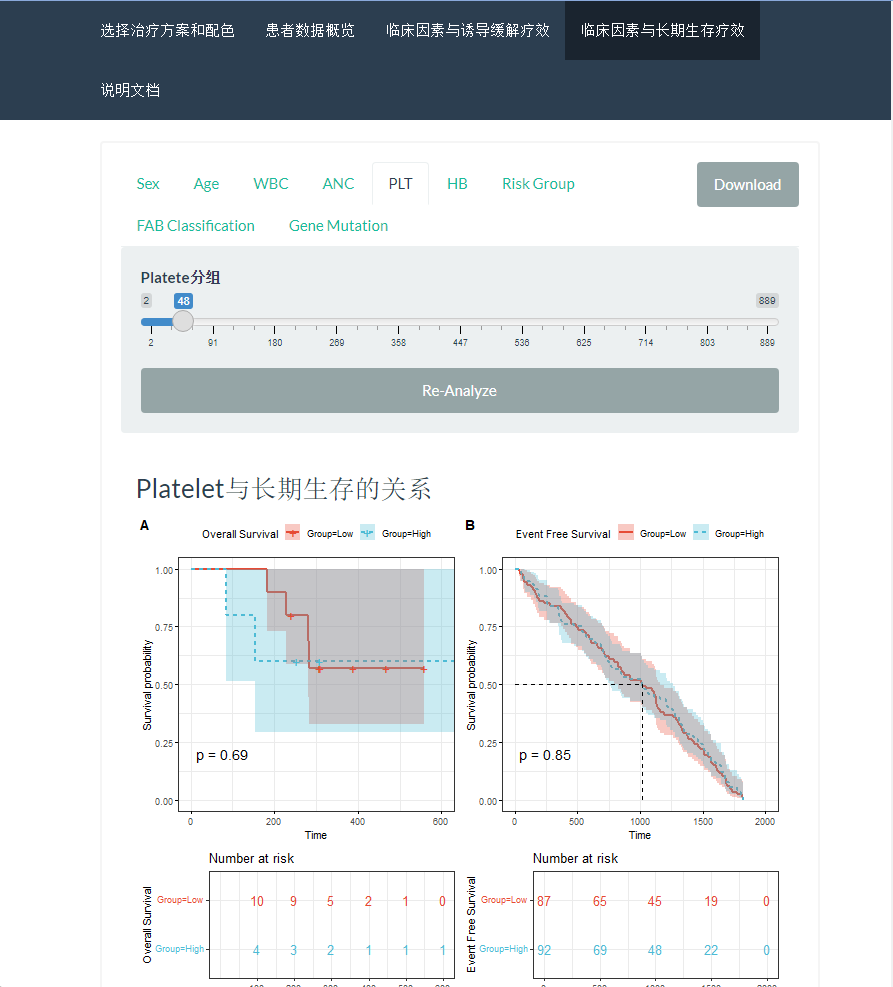 选择治疗方案和配色 患者数据概览 临床因素与诱导缓解疗效 临床因素与长期生存疗效
说明文档
Sex Age WBC ANC PLT HB Risk Group Download
FAB Classification Gene Mutation
Platete分组
2 48 889
2 91 180 269 358 447 536 625 714 803 889
Re-Analyze
Platelet与长期生存的关系
A Overall Survival Group=Low Group=High
1.00
0.75
0.50
0.25
0.00
Survival probability
p = 0.69
0 200 400 600
Time
B Event Free Survival Group=Low Group=High
1.00
0.75
0.50
0.25
0.00
Survival probability
p = 0.85
0 500 1000 1500 2000
Time
Number at risk
Overall Survival
Group=Low 10 9 5 2 1 0
Group=High 4 3 2 1 1 1
Number at risk
Event Free Survival
Group=Low 87 65 45 19 0
Group=High 92 69 48 22 0